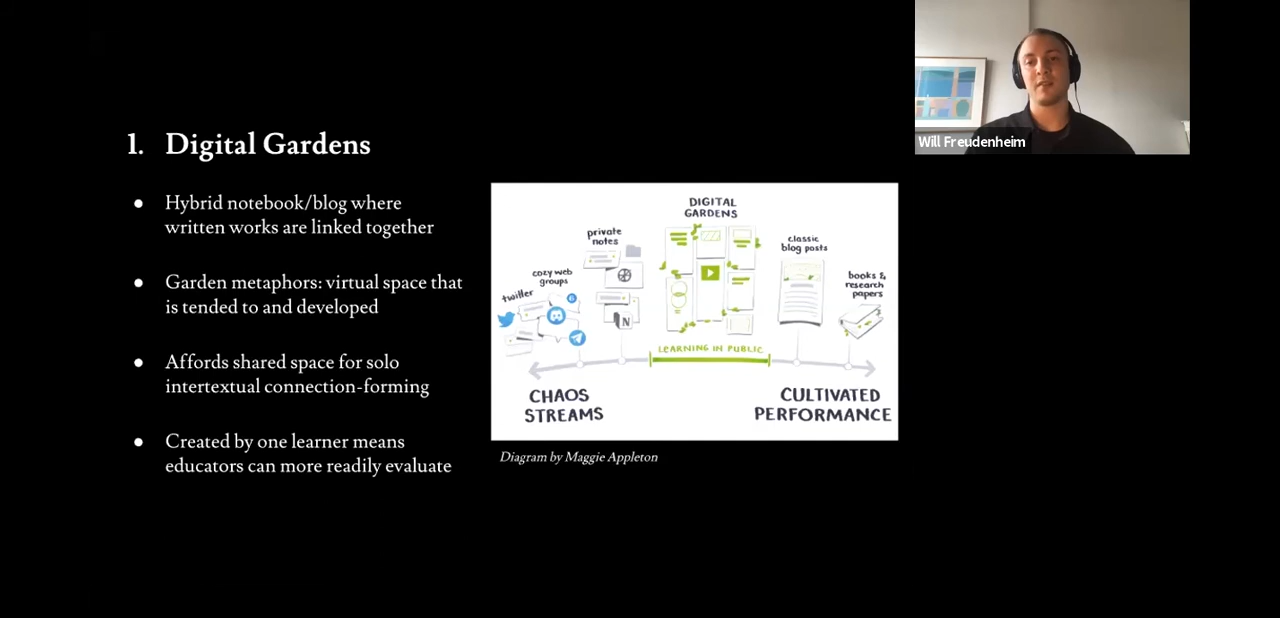 1. Digital Gardens
● Hybrid notebook/blog where
written works are linked together
● Garden metaphors: virtual space that
is tended to and developed
● Affords shared space for solo
intertextual connection-forming
● Created by one learner means
educators can more readily evaluate
DIGITAL
GARDENS
private
notes
classic
blog posts
cozy web
groups
twitter
books &
research
papers
N
LEARNING IN PUBLIC
CHAOS
STREAMS
CULTIVATED
PERFORMANCE
Diagram by Maggie Appleton
Will Freudenheim